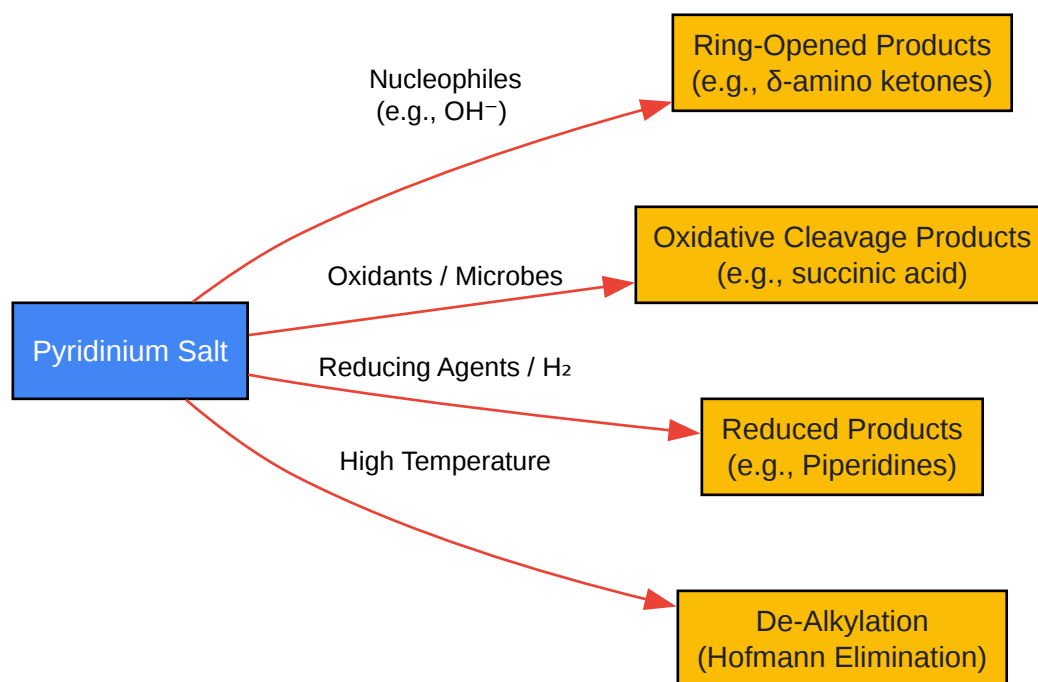 Ring-Opened Products
(e.g., δ-amino ketones)
Nucleophiles
(e.g., OH⁻)
Oxidative Cleavage Products
(e.g., succinic acid)
Oxidants / Microbes
Pyridinium Salt
Reducing Agents / H₂
Reduced Products
(e.g., Piperidines)
High Temperature
De-Alkylation
(Hofmann Elimination)